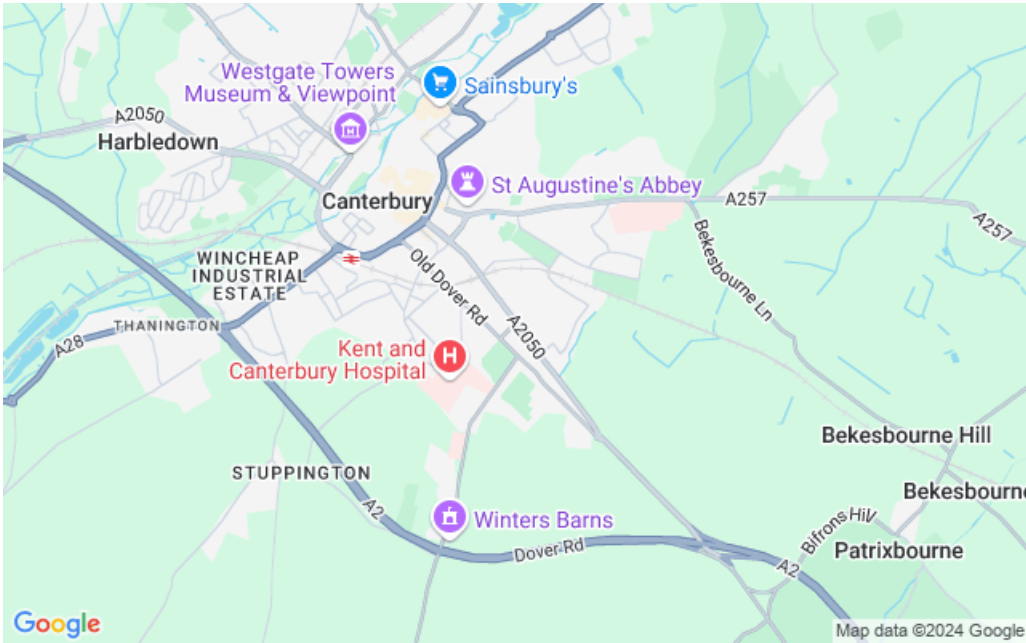 Westgate Towers
Museum & Viewpoint
Sainsbury's
A2050
Harbledown
St Augustine's Abbey
Canterbury
A257
A257
WINCHEAP
INDUSTRIAL
ESTATE
Old Dover Rd
Bekesbourne Ln
THANINGTON
A28
A2050
Kent and
Canterbury Hospital
H
Bekesbourne Hill
STUPPINGTON
Bekesbourne
A2
Winters Barns
Bifrons Hil
Dover Rd
Patrixbourne
A2
Google
Map data ©2024 Google